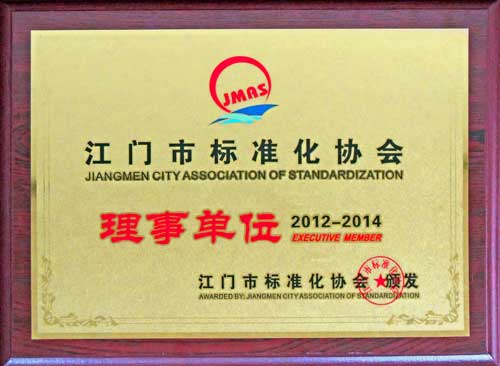 JMAS
江门市标准化协会
JIANGMEN CITY ASSOCIATION OF STANDARDIZATION
理事单位 2012-2014
EXECUTIVE MEMBER
江门市标准化协会 颁发
AWARDED BY: JIANGMEN CITY ASSOCIATION OF STANDARDIZATION